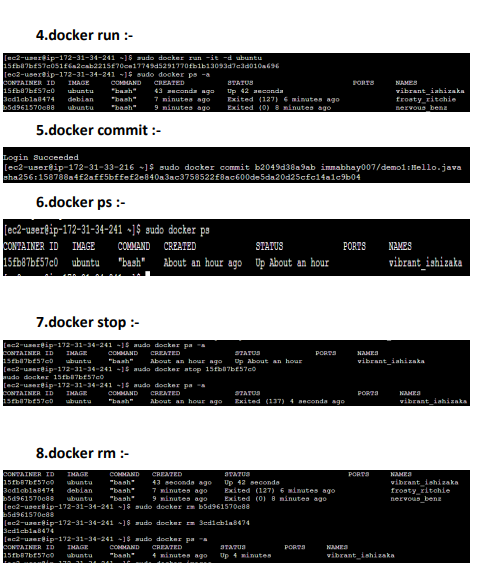 4.docker run :-
[ec2-user@ip-172-31-34-241 ~]$ sudo docker run -it -d ubuntu
15fb87bf57c051f6a2cab2215f70ce17749d5291770fb1b13093d7c3d010a696
[ec2-user@ip-172-31-34-241 ~]$ sudo docker ps -a
CONTAINER ID IMAGE COMMAND CREATED STATUS PORTS NAMES
15fb87bf57c0 ubuntu "bash" 43 seconds ago Up 42 seconds vibrant_ishizaka
3cd1cb1a8474 debian "bash" 7 minutes ago Exited (127) 6 minutes ago frosty_ritchie
b5d961570c88 ubuntu "bash" 9 minutes ago Exited (0) 8 minutes ago nervous_benz
5.docker commit :-
Login Succeeded
[ec2-user@ip-172-31-33-216 ~]$ sudo docker commit b2049d38a9ab immabhay007/demo1:Hello.java
sha256:158788a4f2aff5bffef2e840a3ac3758522f8ac600de5da20d25cfc14a1c9b04
6.docker ps :-
[ec2-user@ip-172-31-34-241 ~]$ sudo docker ps
CONTAINER ID IMAGE COMMAND CREATED STATUS PORTS NAMES
15fb87bf57c0 ubuntu "bash" About an hour ago Up About an hour vibrant_ishizaka
7.docker stop :-
[ec2-user@ip-172-31-34-241 ~]$ sudo docker ps -a
CONTAINER ID IMAGE COMMAND CREATED STATUS PORTS NAMES
15fb87bf57c0 ubuntu "bash" About an hour ago Up About an hour vibrant_ishizaka
[ec2-user@ip-172-31-34-241 ~]$ sudo docker stop 15fb87bf57c0
sudo docker 15fb87bf57c0
[ec2-user@ip-172-31-34-241 ~]$ sudo docker ps -a
CONTAINER ID IMAGE COMMAND CREATED STATUS PORTS NAMES
15fb87bf57c0 ubuntu "bash" About an hour ago Exited (137) 4 seconds ago vibrant_ishizaka
8.docker rm :-
CONTAINER ID IMAGE COMMAND CREATED STATUS PORTS NAMES
15fb87bf57c0 ubuntu "bash" 43 seconds ago Up 42 seconds vibrant_ishizaka
3cd1cb1a8474 debian "bash" 7 minutes ago Exited (127) 6 minutes ago frosty_ritchie
b5d961570c88 ubuntu "bash" 9 minutes ago Exited (0) 8 minutes ago nervous_benz
[ec2-user@ip-172-31-34-241 ~]$ sudo docker rm b5d961570c88
b5d961570c88
[ec2-user@ip-172-31-34-241 ~]$ sudo docker rm 3cd1cb1a8474
3cd1cb1a8474
[ec2-user@ip-172-31-34-241 ~]$ sudo docker ps -a
CONTAINER ID IMAGE COMMAND CREATED STATUS PORTS NAMES
15fb87bf57c0 ubuntu "bash" 4 minutes ago Up 4 minutes vibrant_ishizaka